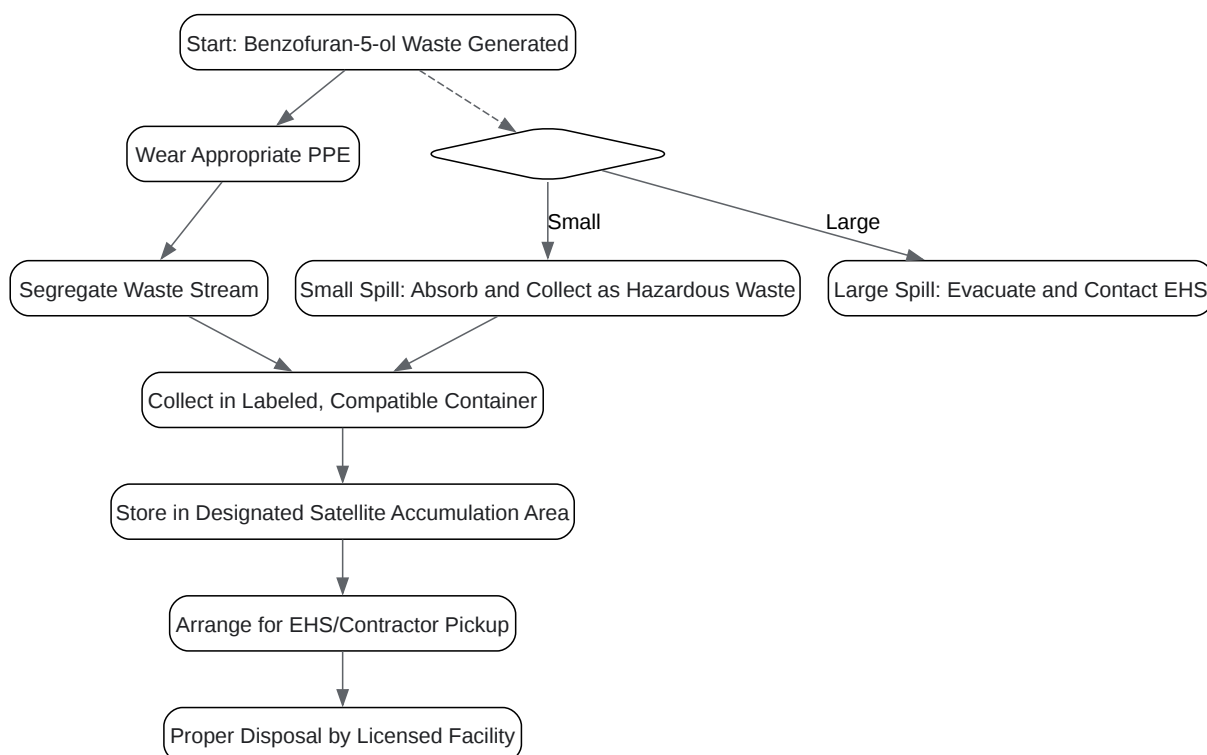 Start: Benzofuran-5-ol Waste Generated
Wear Appropriate PPE
Small
Large
Segregate Waste Stream
Small Spill: Absorb and Collect as Hazardous Waste
Large Spill: Evacuate and Contact EHS
Collect in Labeled, Compatible Container
Store in Designated Satellite Accumulation Area
Arrange for EHS/Contractor Pickup
Proper Disposal by Licensed Facility